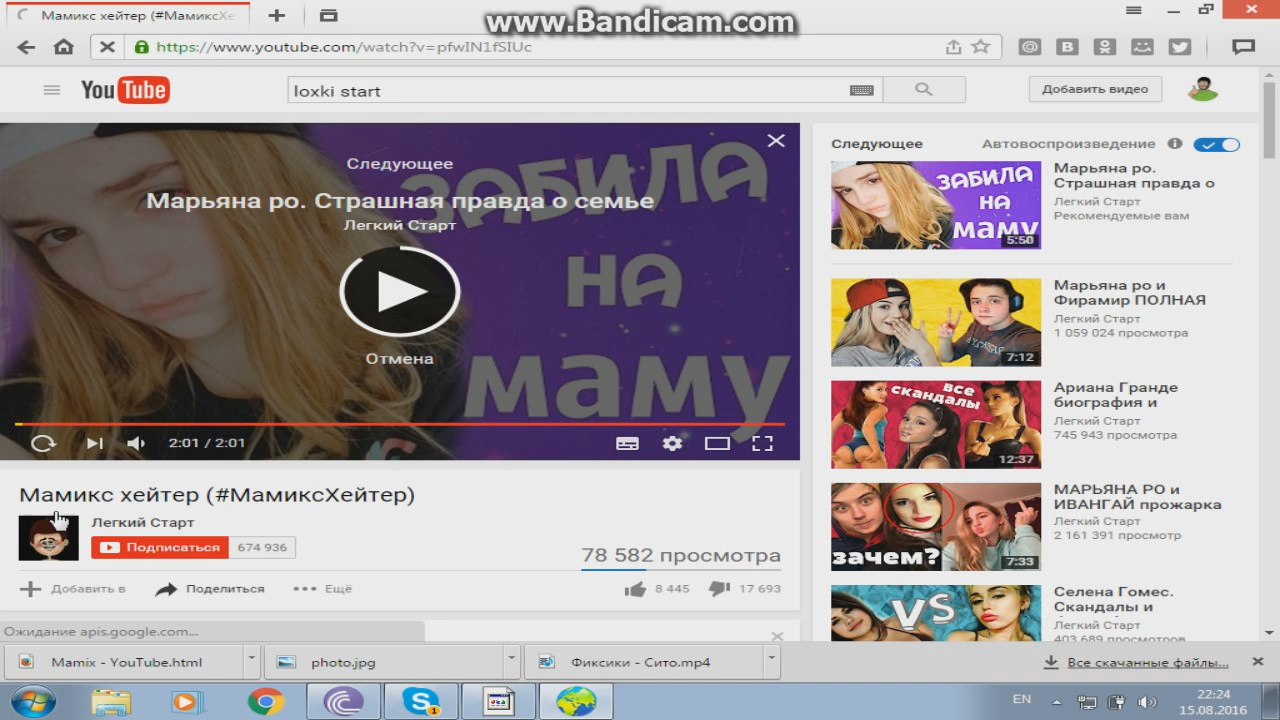 www.Bandicam.com
Мамикс хейтер (#МамиксХе
https://www.youtube.com/watch?v=pfwIN1fSIUc
You Tube
loxki start
Добавить видео
Следующее
Марьяна ро. Страшная правда о семье
Легкий Старт
ЗАБИЛА
НА
маму
Отмена
2:01 / 2:01
Мамикс хейтер (#МамиксХейтер)
Легкий Старт
Подписаться 674 936
78 582 просмотра
Добавить в Поделиться Ещё
8 445 17 693
Следующее Автовоспроизведение
ЗАБИЛА
НА
маму
5:50
Марьяна ро.
Страшная правда о
Легкий Старт
Рекомендуемые вам
7:12
Марьяна ро и
Фирамир ПОЛНАЯ
Легкий Старт
1 059 024 просмотра
все
скандалы
12:37
Ариана Гранде
биография и
Легкий Старт
745 943 просмотра
зачем?
7:33
МАРЬЯНА РО и
ИВАНГАЙ прожарка
Легкий Старт
2 161 391 просмотр
VS
Селена Гомес.
Скандалы и
Легкий Старт
403 689 просмотров
Ожидание apis.google.com...
Mamix - YouTube.html
photo.jpg
Фиксики - Сито.mp4
Все скачанные файлы...
EN
22:24
15.08.2016